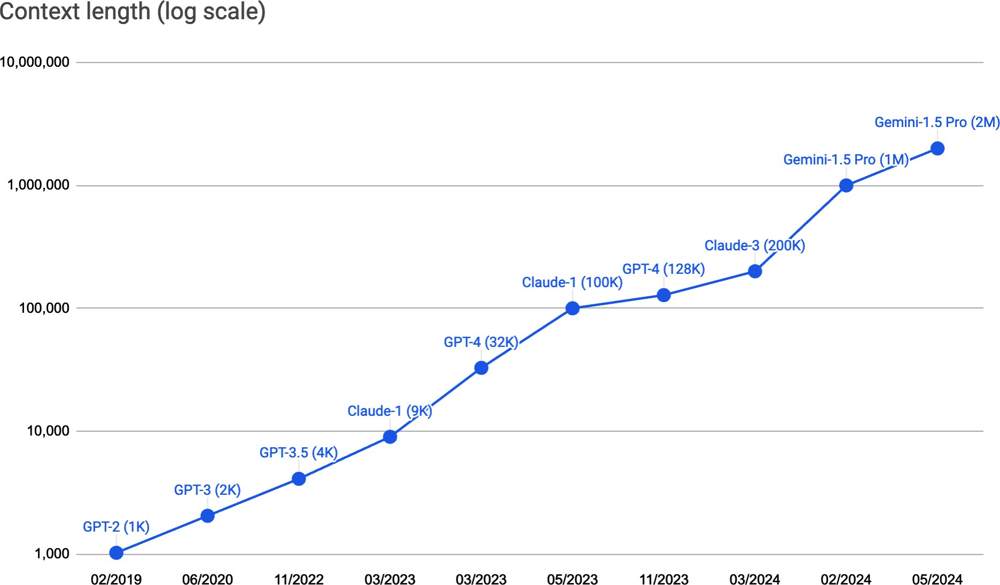 Context length (log scale)
10,000,000
1,000,000
100,000
10,000
1,000
GPT-2 (1K)
GPT-3 (2K)
GPT-3.5 (4K)
Claude-1 (9K)
GPT-4 (32K)
Claude-1 (100K)
GPT-4 (128K)
Claude-3 (200K)
Gemini-1.5 Pro (1M)
Gemini-1.5 Pro (2M)
02/2019
06/2020
11/2022
03/2023
03/2023
05/2023
11/2023
03/2024
02/2024
05/2024